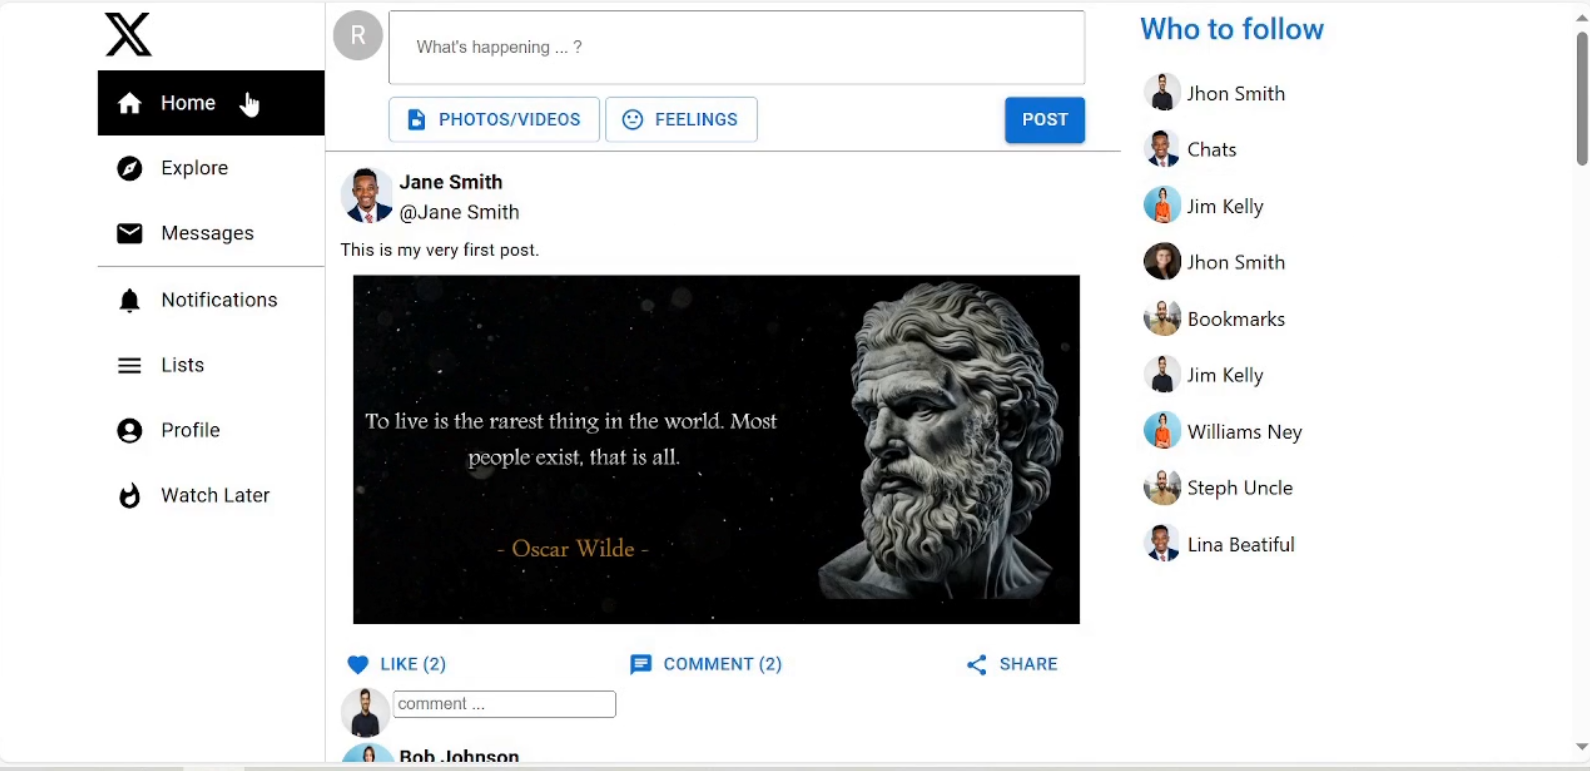 X
Home
Explore
Messages
Notifications
Lists
Profile
Watch Later
R
What's happening ... ?
PHOTOS/VIDEOS
FEELINGS
POST
Jane Smith
@Jane Smith
This is my very first post.
To live is the rarest thing in the world. Most
people exist, that is all.
- Oscar Wilde -
LIKE (2)
COMMENT (2)
SHARE
comment ...
Bob Johnson
Who to follow
Jhon Smith
Chats
Jim Kelly
Jhon Smith
Bookmarks
Jim Kelly
Williams Ney
Steph Uncle
Lina Beatiful